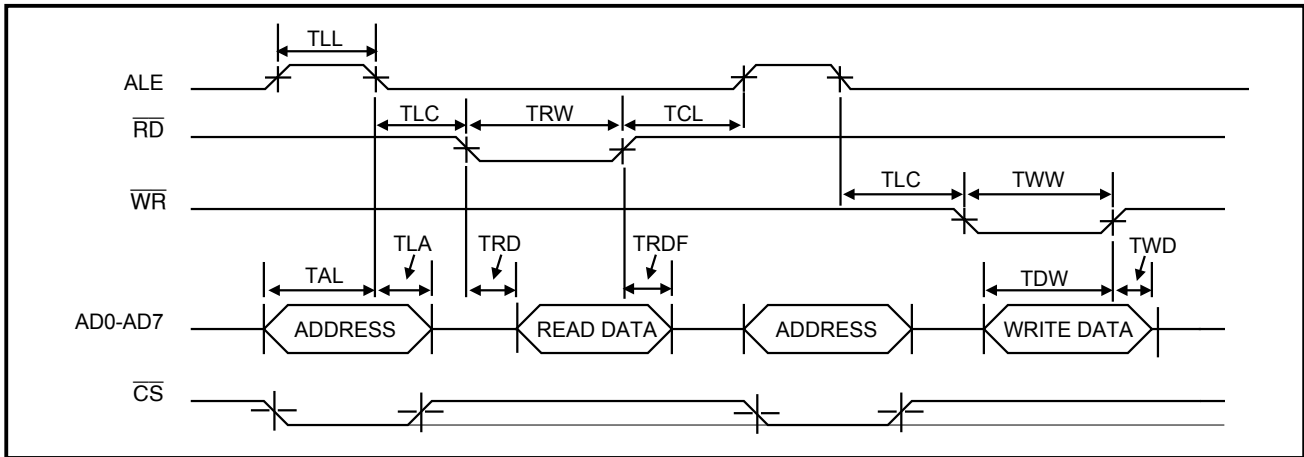 TLL
ALE
TLC TRW TCL
RD
TLC TWW
WR
TLA TRD TRDF TWD
TAL TDW
AD0-AD7 ADDRESS READ DATA ADDRESS WRITE DATA
CS